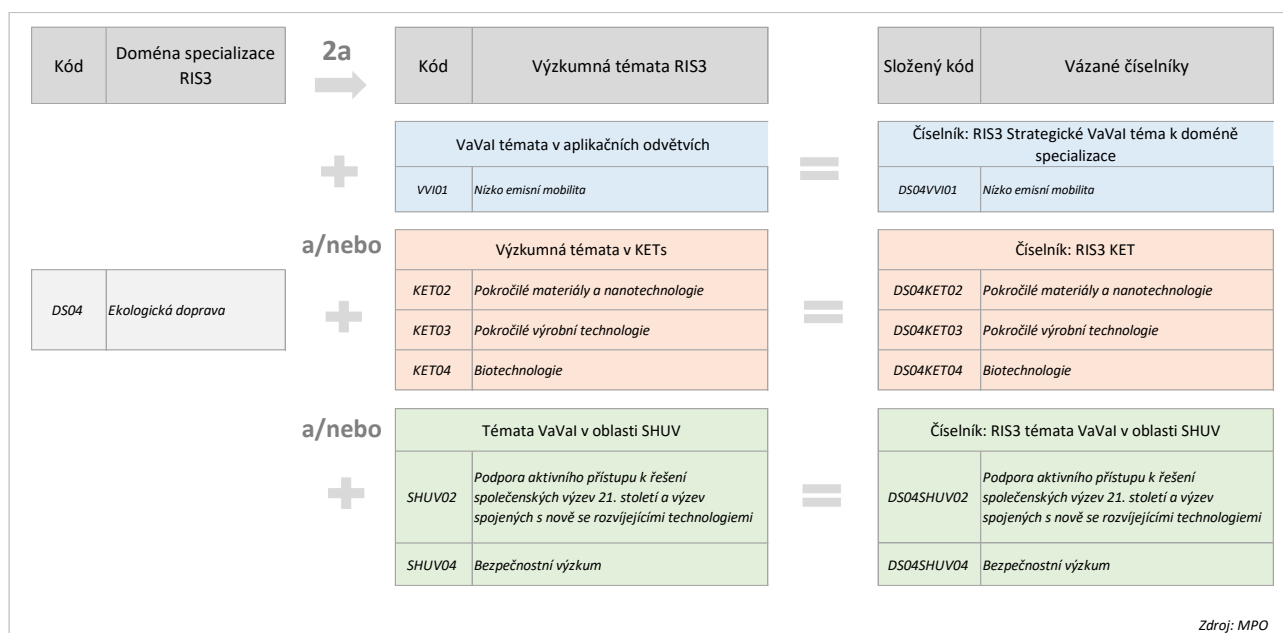 Kód
Doména specializace
RIS3
2a
Kód
Výzkumná témata RIS3
Složený kód
Vázané číselníky
VaVaI témata v aplikačních odvětvích
Číselník: RIS3 Strategické VaVaI téma k doméně
specializace
VVI01
Nízko emisní mobilita
DS04VVI01
Nízko emisní mobilita
a/nebo
Výzkumná témata v KETs
Číselník: RIS3 KET
DS04
Ekologická doprava
KET02
Pokročilé materiály a nanotechnologie
DS04KET02
Pokročilé materiály a nanotechnologie
KET03
Pokročilé výrobní technologie
DS04KET03
Pokročilé výrobní technologie
KET04
Biotechnologie
DS04KET04
Biotechnologie
a/nebo
Témata VaVaI v oblasti SHUV
Číselník: RIS3 témata VaVaI v oblasti SHUV
SHUV02
Podpora aktivního přístupu k řešení
společenských výzev 21. století a výzev
spojených s nově se rozvíjejícími technologiemi
DS04SHUV02
Podpora aktivního přístupu k řešení
společenských výzev 21. století a výzev
spojených s nově se rozvíjejícími technologiemi
SHUV04
Bezpečnostní výzkum
DS04SHUV04
Bezpečnostní výzkum
Zdroj: MPO